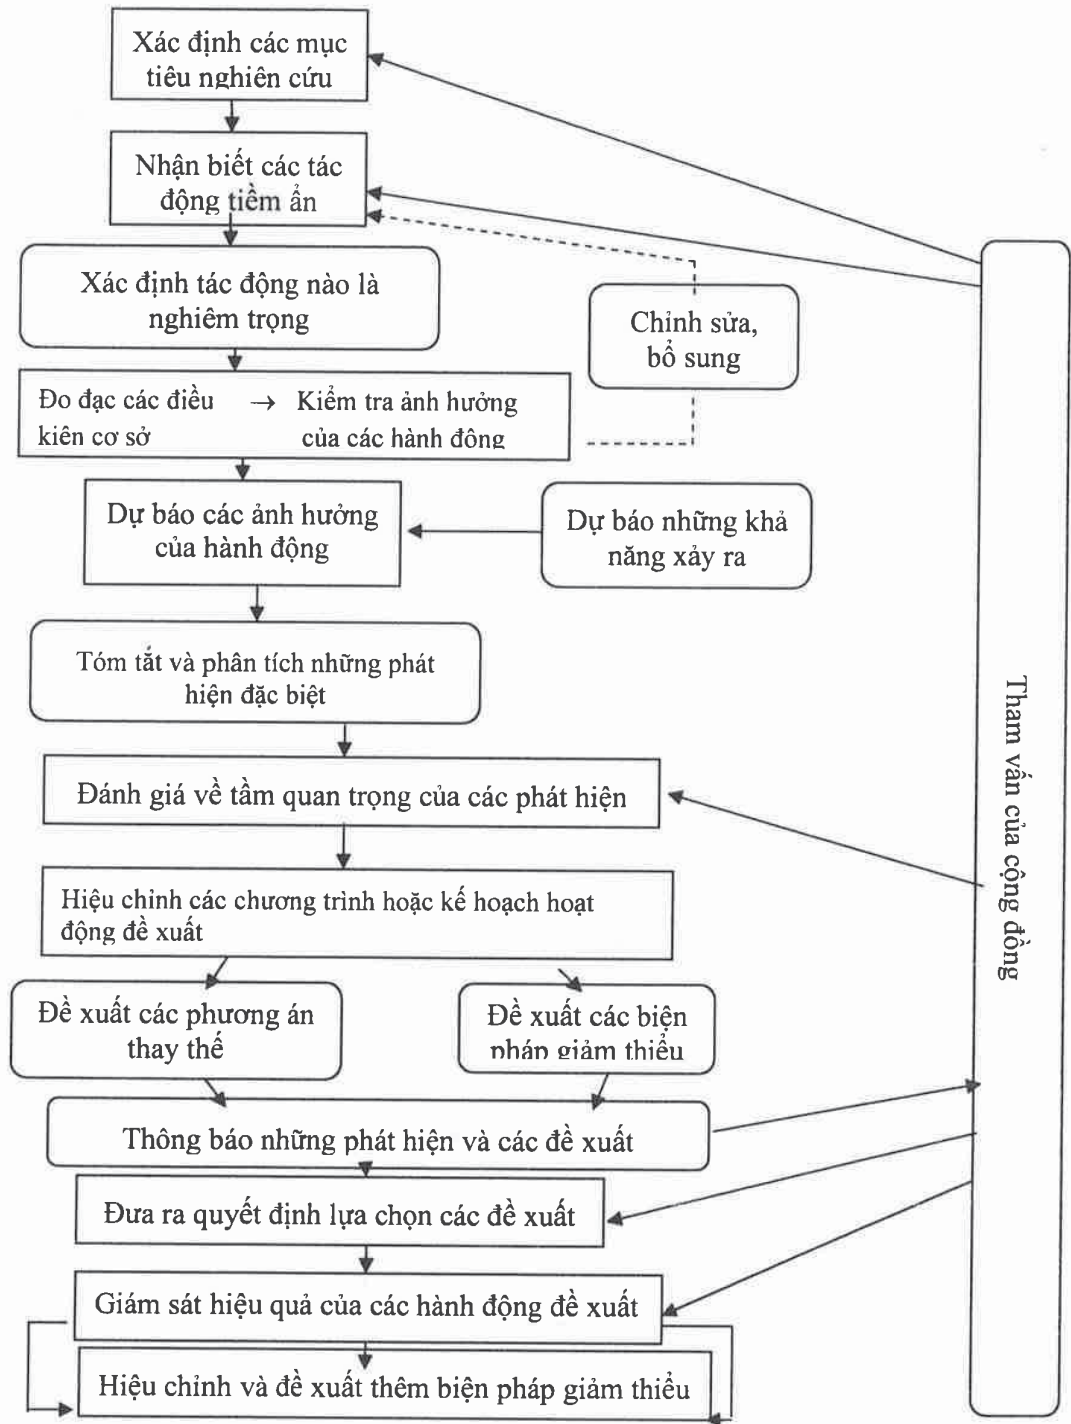 Xác định các mục
tiêu nghiên cứu
Nhận biết các tác
động tiềm ẩn
Xác định tác động nào là
nghiêm trọng
Chỉnh sửa,
bổ sung
Đo đạc các điều → Kiểm tra ảnh hưởng
kiên cơ sở của các hành đông
Dự báo các ảnh hưởng
của hành động
Dự báo những khả
năng xảy ra
Tóm tắt và phân tích những phát
hiện đặc biệt
Đánh giá về tầm quan trọng của các phát hiện
Hiệu chỉnh các chương trình hoặc kế hoạch hoạt
động đề xuất
Đề xuất các phương án
thay thế
Đề xuất các biện
pháp giảm thiểu
Thông báo những phát hiện và các đề xuất
Đưa ra quyết định lựa chọn các đề xuất
Giám sát hiệu quả của các hành động đề xuất
Hiệu chỉnh và đề xuất thêm biện pháp giảm thiểu
Tham vấn của cộng đồng